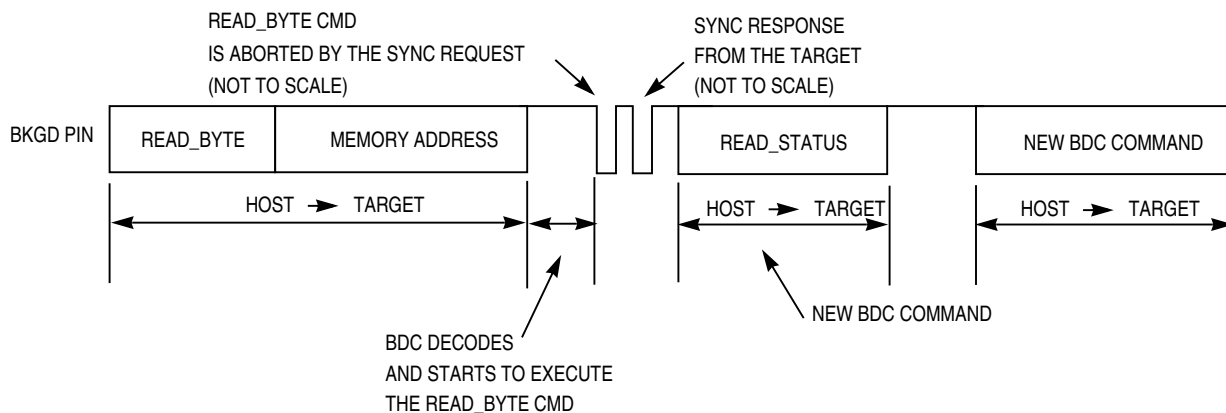 READ_BYTE CMD
IS ABORTED BY THE SYNC REQUEST
(NOT TO SCALE)
SYNC RESPONSE
FROM THE TARGET
(NOT TO SCALE)
BKGD PIN
READ_BYTE
MEMORY ADDRESS
READ_STATUS
NEW BDC COMMAND
HOST → TARGET
HOST → TARGET
HOST → TARGET
NEW BDC COMMAND
BDC DECODES
AND STARTS TO EXECUTE
THE READ_BYTE CMD